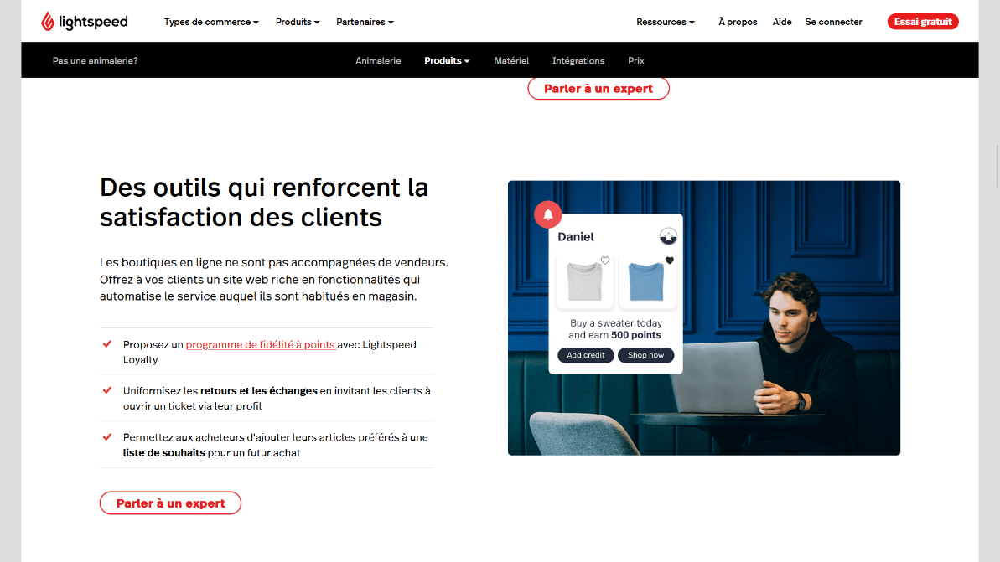 lightspeed
Types de commerce
Produits
Partenaires
Ressources
À propos
Aide
Se connecter
Essai gratuit
Pas une animalerie?
Animalerie
Produits
Matériel
Intégrations
Prix
Parler à un expert
Des outils qui renforcent la
satisfaction des clients
Les boutiques en ligne ne sont pas accompagnées de vendeurs.
Offrez à vos clients un site web riche en fonctionnalités qui
automatise le service auquel ils sont habitués en magasin.
Proposez un programme de fidélité à points avec Lightspeed
Loyalty
Uniformisez les retours et les échanges en invitant les clients à
ouvrir un ticket via leur profil
Permettez aux acheteurs d'ajouter leurs articles préférés à une
liste de souhaits pour un futur achat
Parler à un expert
Daniel
Buy a sweater today
and earn 500 points
Add credit
Shop now